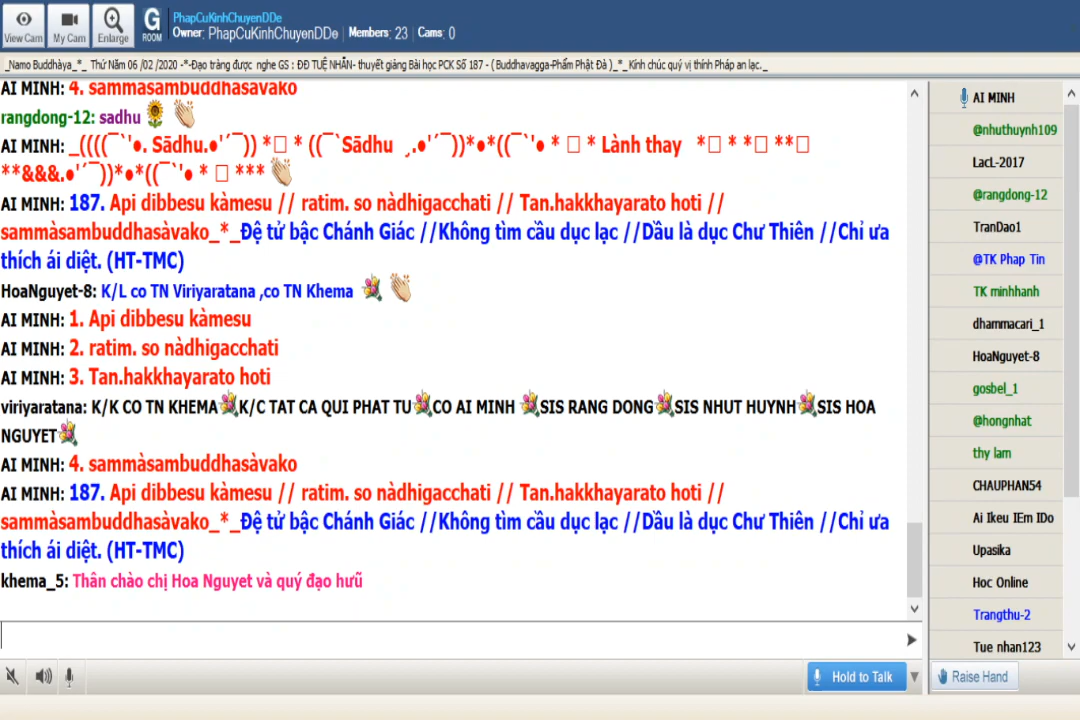 View Cam
My Cam
Enlarge
G ROOM
PhapCuKinhChuyenDDe
Owner: PhapCuKinhChuyenDDe | Members: 23 | Cams: 0
_Namo Buddhàya_*_ Thứ Năm 06 /02 /2020 -*-Đạo tràng được nghe GS : ĐĐ TUỆ NHẪN- thuyết giảng Bài học PCK Số 187 - ( Buddhavagga-Phẩm Phật Đà )_*_Kính chúc quý vị thính Pháp an lạc._
AI MINH: 4. sammàsambuddhasàvako
rangdong-12: sadhu
AI MINH: _((((¯`'•. Sādhu.•'´¯)) *□ * ((¯`Sādhu ¸.•'´¯))*•*((¯`'• * □ * Lành thay *□ * *□ **□
**&&&.•'´¯))*•*((¯`'• * □ ***
AI MINH: 187. Api dibbesu kàmesu // ratim. so nàdhigacchati // Tan.hakkhayarato hoti //
sammàsambuddhasàvako_*_Đệ tử bậc Chánh Giác //Không tìm cầu dục lạc //Dầu là dục Chư Thiên //Chỉ ưa
thích ái diệt. (HT-TMC)
HoaNguyet-8: K/L co TN Viriyaratana ,co TN Khema
AI MINH: 1. Api dibbesu kàmesu
AI MINH: 2. ratim. so nàdhigacchati
AI MINH: 3. Tan.hakkhayarato hoti
viriyaratana: K/K CO TN KHEMA K/C TAT CA QUI PHAT TU CO AI MINH SIS RANG DONG SIS NHUT HUYNH SIS HOA
NGUYET
AI MINH: 4. sammàsambuddhasàvako
AI MINH: 187. Api dibbesu kàmesu // ratim. so nàdhigacchati // Tan.hakkhayarato hoti //
sammàsambuddhasàvako_*_Đệ tử bậc Chánh Giác //Không tìm cầu dục lạc //Dầu là dục Chư Thiên //Chỉ ưa
thích ái diệt. (HT-TMC)
khema_5: Thân chào chị Hoa Nguyet và quý đạo hưũ
AI MINH
@nhuthuynh109
LacL-2017
@rangdong-12
TranDao1
@TK Phap Tin
TK minhhanh
dhammacari_1
HoaNguyet-8
gosbel_1
@hongnhat
thy lam
CHAUPHAN54
Ai Ikeu IEm IDo
Upasika
Hoc Online
Trangthu-2
Tue nhan123
Hold to Talk
Raise Hand